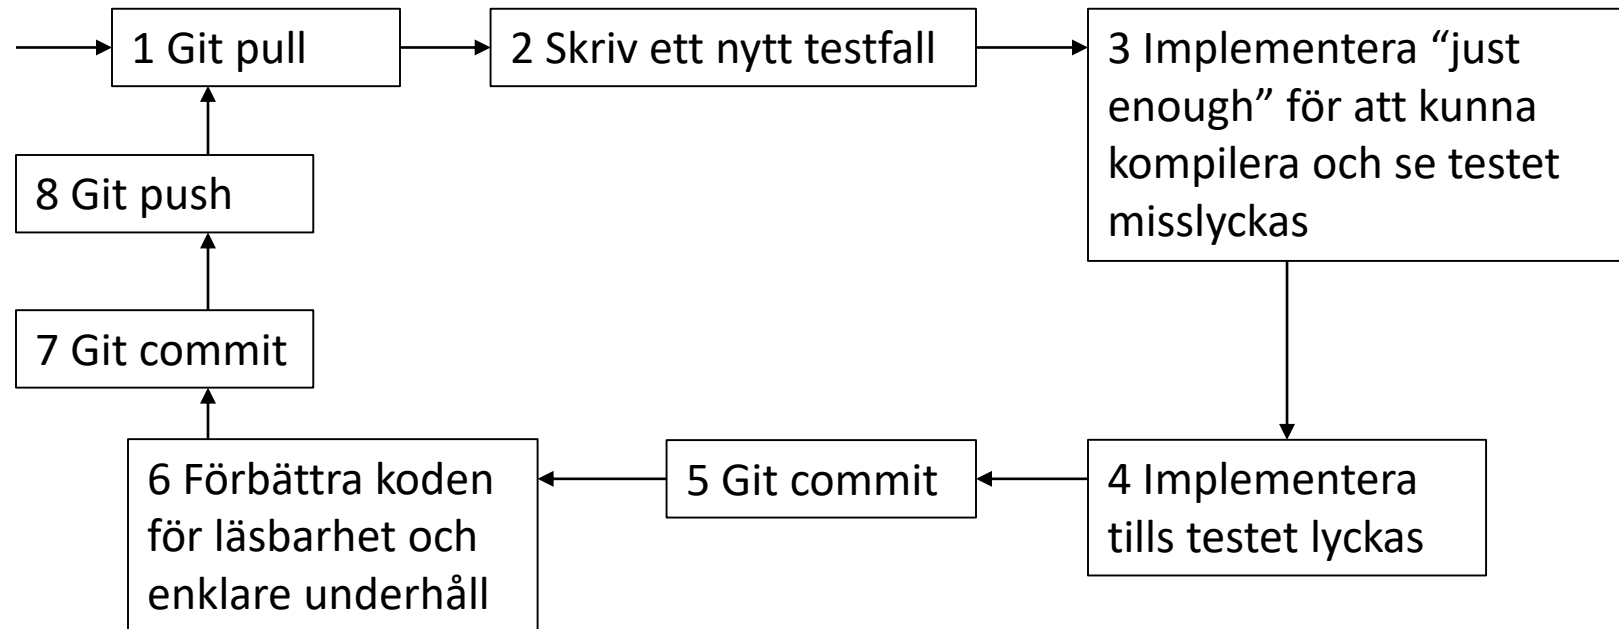 1 Git pull
2 Skriv ett nytt testfall
3 Implementera “just
enough” för att kunna
kompilera och se testet
misslyckas
4 Implementera
tills testet lyckas
5 Git commit
6 Förbättra koden
för läsbarhet och
enklare underhåll
7 Git commit
8 Git push